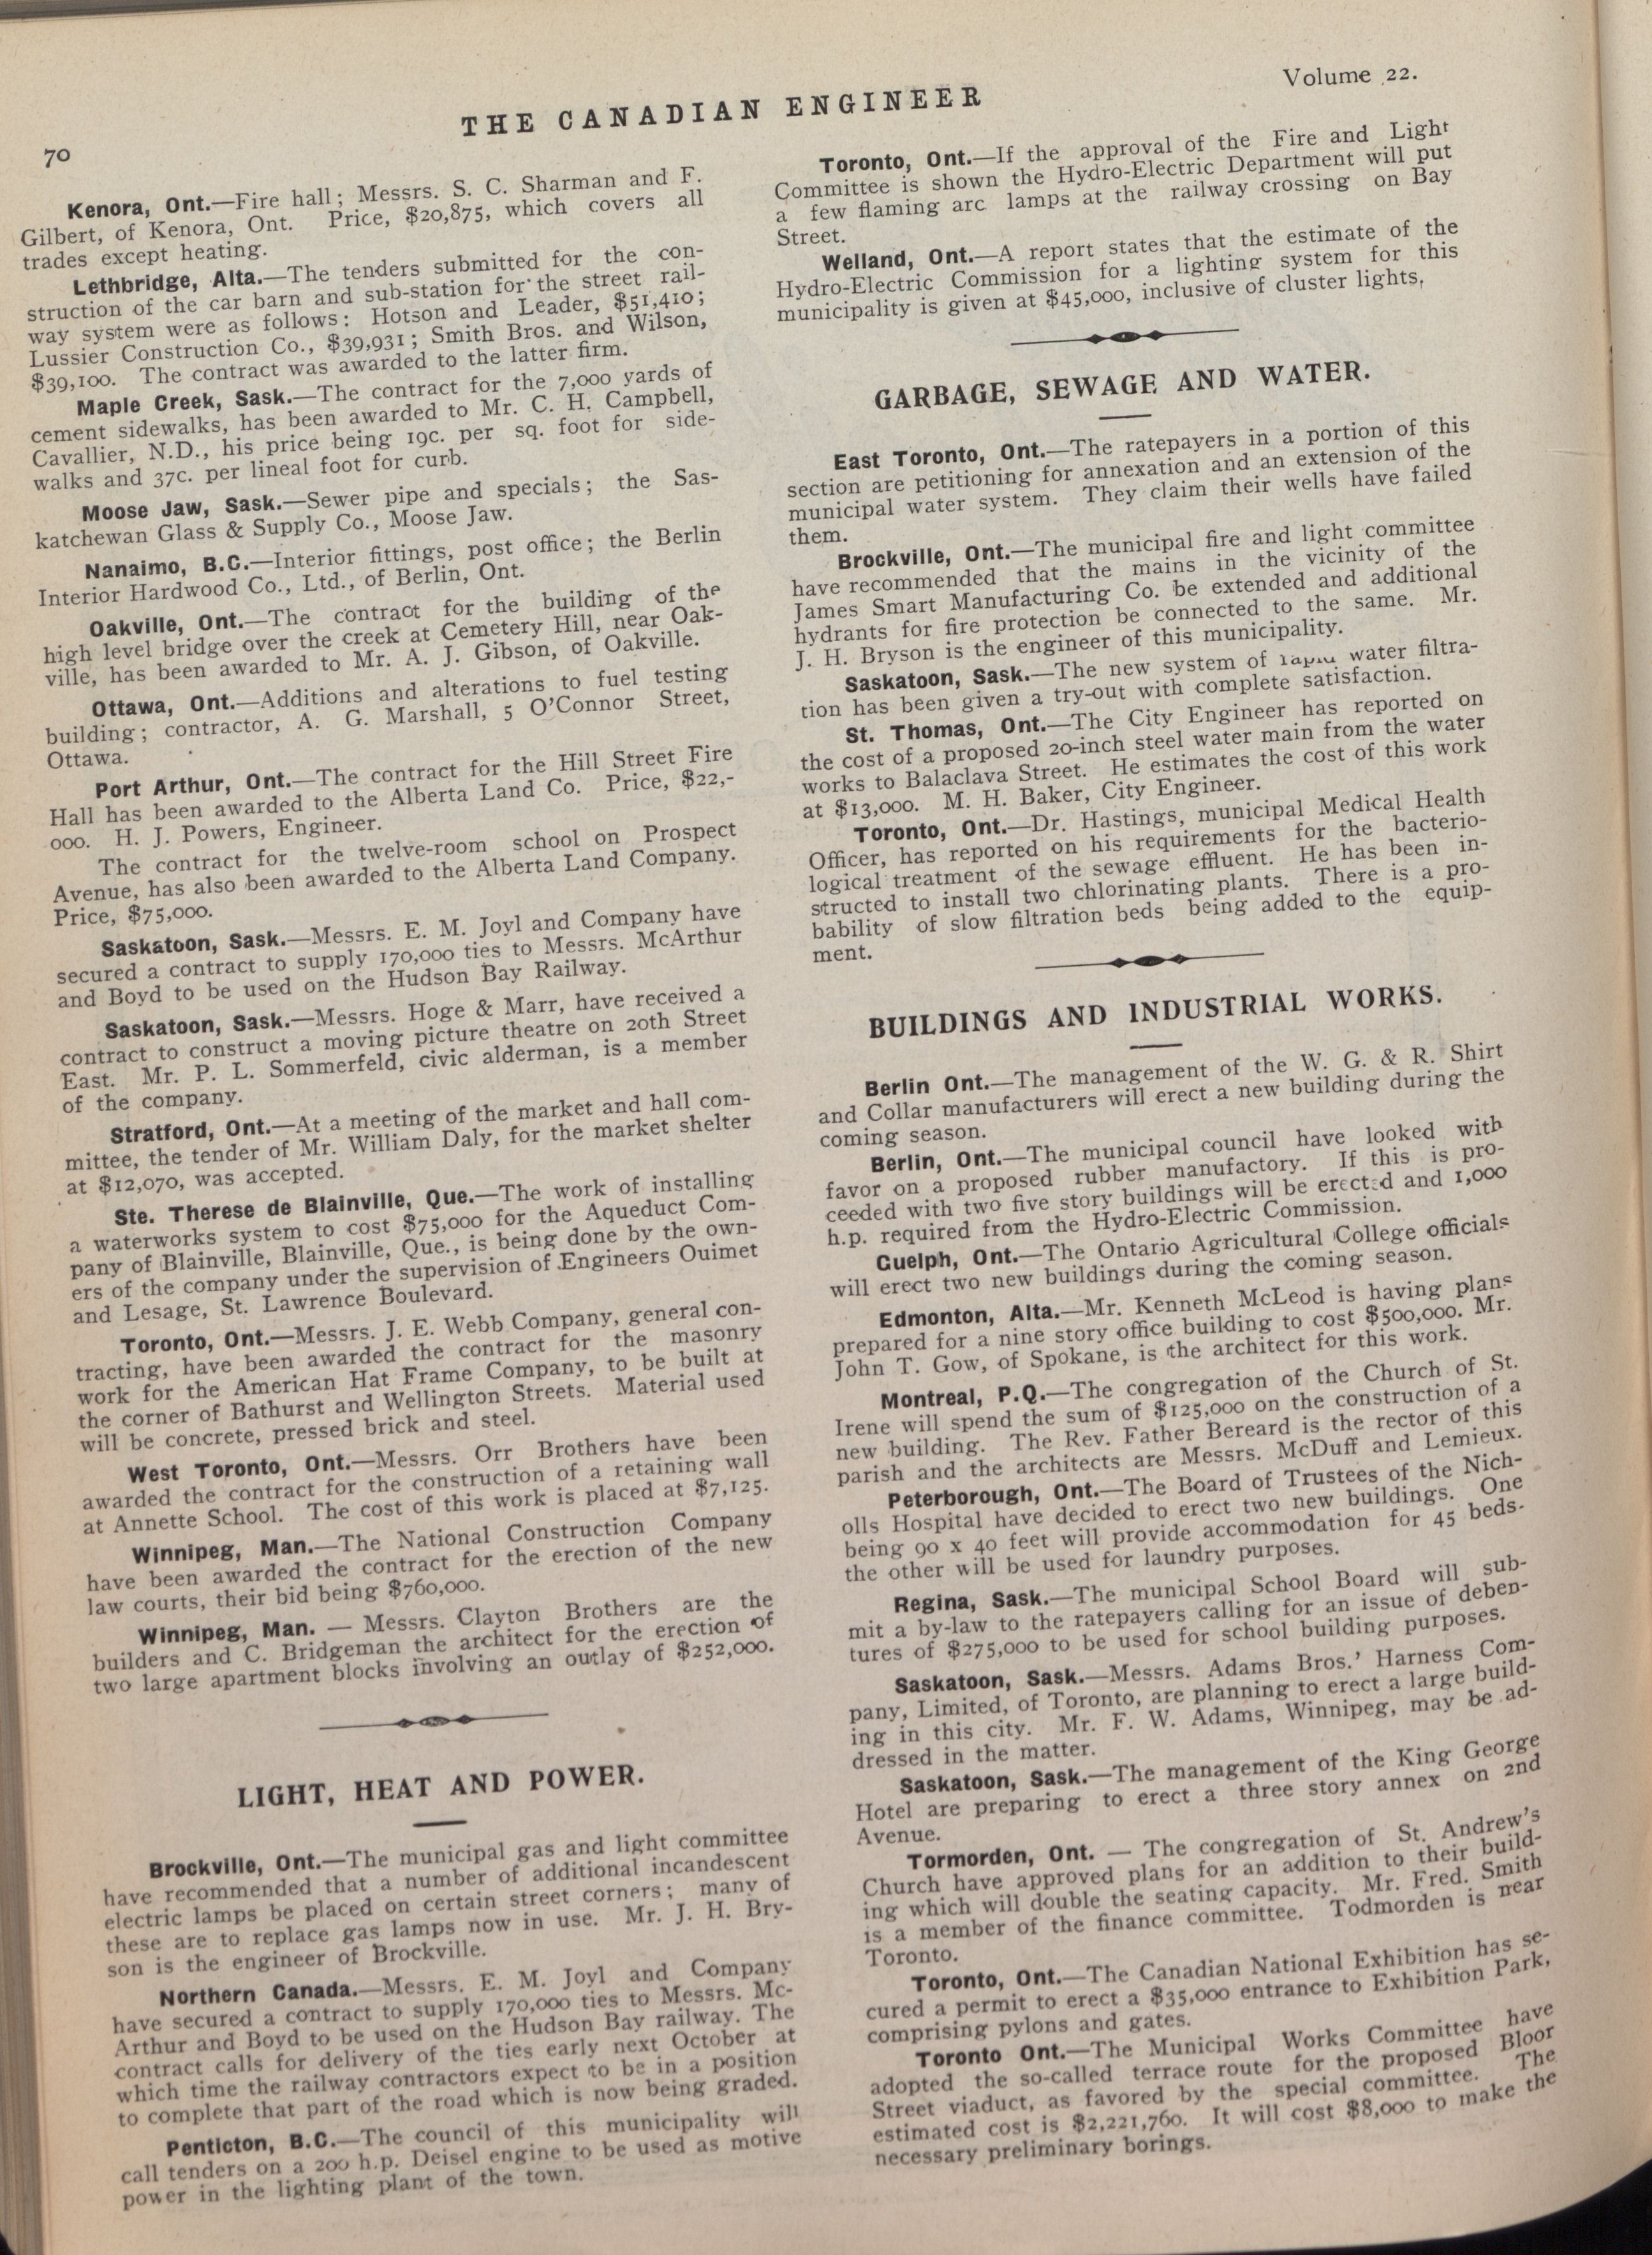 70
THE CANADIAN ENGINEER
Volume 22.
Kenora, Ont.—Fire hall; Messrs. S. C. Sharman and F.
Gilbert, of Kenora, Ont. Price, $20,875, which covers all
trades except heating.
Lethbridge, Alta.—The tenders submitted for the con-
struction of the car barn and sub-station for the street rail-
way system were as follows: Hotson and Leader, $51,410;
Lussier Construction Co., $39,931; Smith Bros. and Wilson,
$39,100. The contract was awarded to the latter firm.
Maple Creek, Sask.—The contract for the 7,000 yards of
cement sidewalks, has been awarded to Mr. C. H. Campbell,
Cavallier, N.D., his price being 19c. per sq. foot for side-
walks and 37c. per lineal foot for curb.
Moose Jaw, Sask.—Sewer pipe and specials; the Sas-
katchewan Glass & Supply Co., Moose Jaw.
Nanaimo, B.C.—Interior fittings, post office; the Berlin
Interior Hardwood Co., Ltd., of Berlin, Ont.
Oakville, Ont.—The contract for the building of the
high level bridge over the creek at Cemetery Hill, near Oak-
ville, has been awarded to Mr. A. J. Gibson, of Oakville.
Ottawa, Ont.—Additions and alterations to fuel testing
building; contractor, A. G. Marshall, 5 O'Connor Street,
Ottawa.
Port Arthur, Ont.—The contract for the Hill Street Fire
Hall has been awarded to the Alberta Land Co. Price, $22,-
000. H. J. Powers, Engineer.
The contract for the twelve-room school on Prospect
Avenue, has also been awarded to the Alberta Land Company.
Price, $75,000.
Saskatoon, Sask.—Messrs. E. M. Joyl and Company have
secured a contract to supply 170,000 ties to Messrs. McArthur
and Boyd to be used on the Hudson Bay Railway.
Saskatoon, Sask.—Messrs. Hoge & Marr, have received a
contract to construct a moving picture theatre on 20th Street
East. Mr. P. L. Sommerfeld, civic alderman, is a member
of the company.
Stratford, Ont.—At a meeting of the market and hall com-
mittee, the tender of Mr. William Daly, for the market shelter
at $12,070, was accepted.
Ste. Therese de Blainville, Que.—The work of installing
a waterworks system to cost $75,000 for the Aqueduct Com-
pany of Blainville, Blainville, Que., is being done by the own-
ers of the company under the supervision of Engineers Ouimet
and Lesage, St. Lawrence Boulevard.
Toronto, Ont.—Messrs. J. E. Webb Company, general con-
tracting, have been awarded the contract for the masonry
work for the American Hat Frame Company, to be built at
the corner of Bathurst and Wellington Streets. Material used
will be concrete, pressed brick and steel.
West Toronto, Ont.—Messrs. Orr Brothers have been
awarded the contract for the construction of a retaining wall
at Annette School. The cost of this work is placed at $7,125.
Winnipeg, Man.—The National Construction Company
have been awarded the contract for the erection of the new
law courts, their bid being $760,000.
Winnipeg, Man. — Messrs. Clayton Brothers are the
builders and C. Bridgeman the architect for the erection of
two large apartment blocks involving an outlay of $252,000.
LIGHT, HEAT AND POWER.
Brockville, Ont.—The municipal gas and light committee
have recommended that a number of additional incandescent
electric lamps be placed on certain street corners; many of
these are to replace gas lamps now in use. Mr. J. H. Bry-
son is the engineer of Brockville.
Northern Canada.—Messrs. E. M. Joyl and Company
have secured a contract to supply 170,000 ties to Messrs. Mc-
Arthur and Boyd to be used on the Hudson Bay railway. The
contract calls for delivery of the ties early next October at
which time the railway contractors expect to be in a position
to complete that part of the road which is now being graded.
Penticton, B.C.—The council of this municipality will
call tenders on a 200 h.p. Deisel engine to be used as motive
power in the lighting plant of the town.
Toronto, Ont.—If the approval of the Fire and Light
Committee is shown the Hydro-Electric Department will put
a few flaming arc lamps at the railway crossing on Bay
Street.
Welland, Ont.—A report states that the estimate of the
Hydro-Electric Commission for a lighting system for this
municipality is given at $45,000, inclusive of cluster lights.
GARBAGE, SEWAGE AND WATER.
East Toronto, Ont.—The ratepayers in a portion of this
section are petitioning for annexation and an extension of the
municipal water system. They claim their wells have failed
them.
Brockville, Ont.—The municipal fire and light committee
have recommended that the mains in the vicinity of the
James Smart Manufacturing Co. be extended and additional
hydrants for fire protection be connected to the same. Mr.
J. H. Bryson is the engineer of this municipality.
Saskatoon, Sask.—The new system of rapid water filtra-
tion has been given a try-out with complete satisfaction.
St. Thomas, Ont.—The City Engineer has reported on
the cost of a proposed 20-inch steel water main from the water
works to Balaclava Street. He estimates the cost of this work
at $13,000. M. H. Baker, City Engineer.
Toronto, Ont.—Dr. Hastings, municipal Medical Health
Officer, has reported on his requirements for the bacterio-
logical treatment of the sewage effluent. He has been in-
structed to install two chlorinating plants. There is a pro-
bability of slow filtration beds being added to the equip-
ment.
BUILDINGS AND INDUSTRIAL WORKS.
Berlin Ont.—The management of the W. G. & R. Shirt
and Collar manufacturers will erect a new building during the
coming season.
Berlin, Ont.—The municipal council have looked with
favor on a proposed rubber manufactory. If this is pro-
ceeded with two five story buildings will be erected and 1,000
h.p. required from the Hydro-Electric Commission.
Guelph, Ont.—The Ontario Agricultural College officials
will erect two new buildings during the coming season.
Edmonton, Alta.—Mr. Kenneth McLeod is having plans
prepared for a nine story office building to cost $500,000. Mr.
John T. Gow, of Spokane, is the architect for this work.
Montreal, P.Q.—The congregation of the Church of St.
Irene will spend the sum of $125,000 on the construction of a
new building. The Rev. Father Bereard is the rector of this
parish and the architects are Messrs. McDuff and Lemieux.
Peterborough, Ont.—The Board of Trustees of the Nich-
olls Hospital have decided to erect two new buildings. One
being 90 x 40 feet will provide accommodation for 45 beds.
the other will be used for laundry purposes.
Regina, Sask.—The municipal School Board will sub-
mit a by-law to the ratepayers calling for an issue of deben-
tures of $275,000 to be used for school building purposes.
Saskatoon, Sask.—Messrs. Adams Bros.' Harness Com-
pany, Limited, of Toronto, are planning to erect a large build-
ing in this city. Mr. F. W. Adams, Winnipeg, may be ad-
dressed in the matter.
Saskatoon, Sask.—The management of the King George
Hotel are preparing to erect a three story annex on 2nd
Avenue.
Tormorden, Ont. — The congregation of St. Andrew's
Church have approved plans for an addition to their build-
ing which will double the seating capacity. Mr. Fred. Smith
is a member of the finance committee. Todmorden is near
Toronto.
Toronto, Ont.—The Canadian National Exhibition has se-
cured a permit to erect a $35,000 entrance to Exhibition Park,
comprising pylons and gates.
Toronto Ont.—The Municipal Works Committee have
adopted the so-called terrace route for the proposed Bloor
Street viaduct, as favored by the special committee. The
estimated cost is $2,221,760. It will cost $8,000 to make the
necessary preliminary borings.